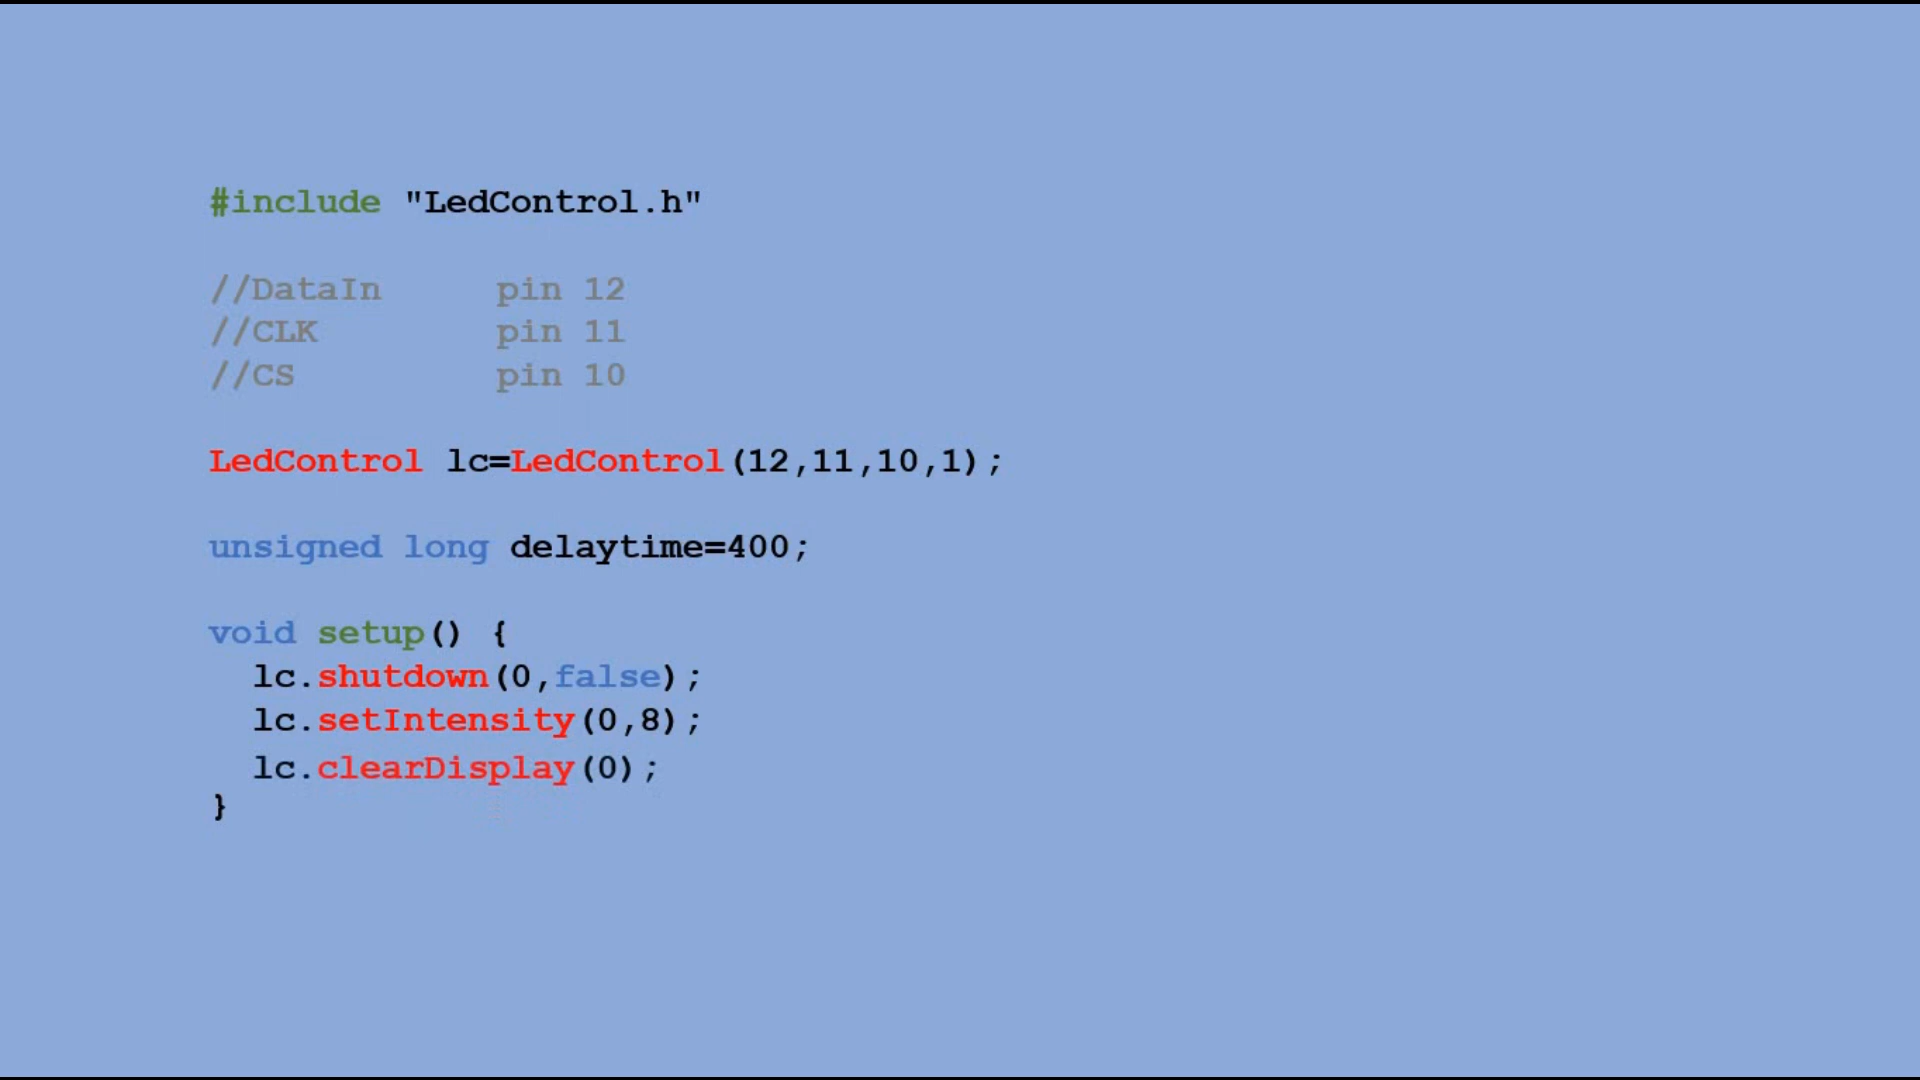 #include "LedControl.h"
//DataIn pin 12
//CLK pin 11
//CS pin 10
LedControl lc=LedControl(12,11,10,1);
unsigned long delaytime=400;
void setup() {
lc.shutdown(0,false);
lc.setIntensity(0,8);
lc.clearDisplay(0);
}